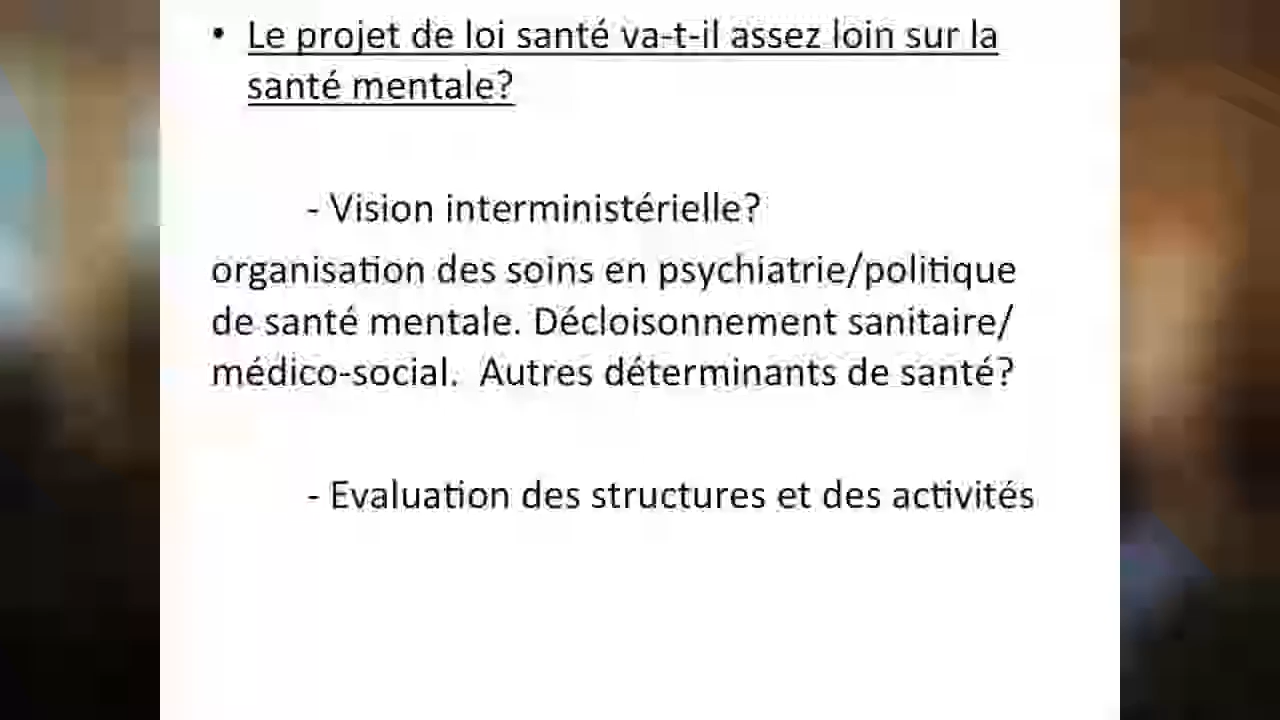 • Le projet de loi santé va-t-il assez loin sur la
santé mentale?
- Vision interministérielle?
organisation des soins en psychiatrie/politique
de santé mentale. Décloisonnement sanitaire/
médico-social. Autres déterminants de santé?
- Evaluation des structures et des activités